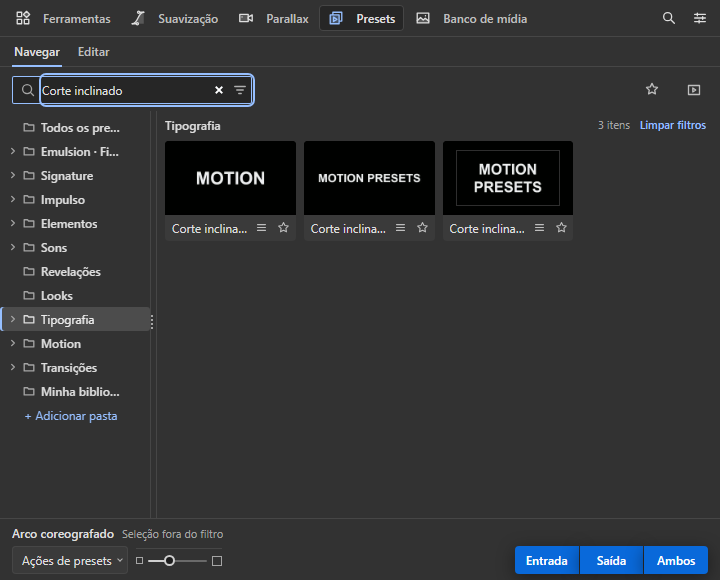 Ferramentas Suavização Parallax Presets Banco de mídia
Navegar Editar
Corte inclinado
Todos os pre...
Emulsion · Fi...
Signature
Impulso
Elementos
Sons
Revelações
Looks
Tipografia
Motion
Transições
Minha biblio...
+ Adicionar pasta
Tipografia 3 itens Limpar filtros
MOTION
Corte inclina...
MOTION PRESETS
Corte inclina...
MOTION
PRESETS
Corte inclina...
Arco coreografado Seleção fora do filtro
Ações de presets
Entrada Saída Ambos